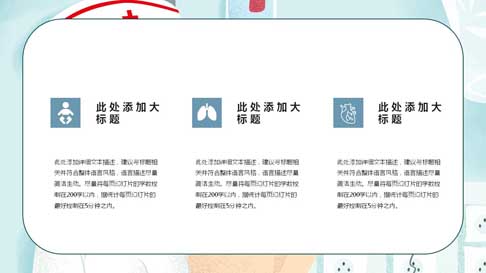 此处添加大
标题
此处添加详细文本描述，建议与标题相
关并符合整体语言风格，语言描述尽量
简洁生动。尽量将每页幻灯片的字数控
制在200字以内，据统计每页幻灯片的
最好控制在5分钟之内。
此处添加大
标题
此处添加详细文本描述，建议与标题相
关并符合整体语言风格，语言描述尽量
简洁生动。尽量将每页幻灯片的字数控
制在200字以内，据统计每页幻灯片的
最好控制在5分钟之内。
此处添加大
标题
此处添加详细文本描述，建议与标题相
关并符合整体语言风格，语言描述尽量
简洁生动。尽量将每页幻灯片的字数控
制在200字以内，据统计每页幻灯片的
最好控制在5分钟之内。